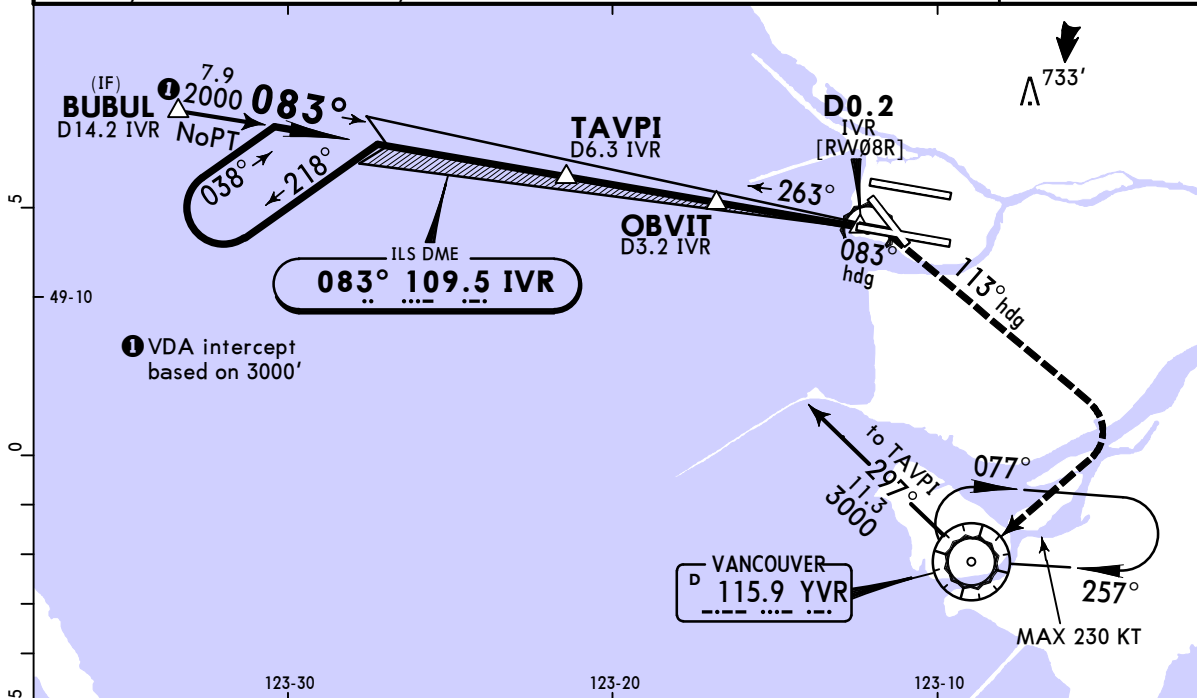 (IF)
BUBUL
D14.2 IVR
❶
7.9
2000
NoPT
083°
038°
218°
TAVPI
D6.3 IVR
OBVIT
D3.2 IVR
D0.2
IVR
[RWØ8R]
263°
733'
083°
hdg
113° hdg
ILS DME
083° 109.5 IVR
49-10
❶ VDA intercept
based on 3000'
5
0
5
to TAVPI
297°
11.3
3000
077°
257°
VANCOUVER
D 115.9 YVR
MAX 230 KT
123-30
123-20
123-10